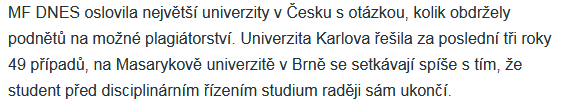 MF DNES oslovila největší univerzity v Česku s otázkou, kolik obdržely
podnětů na možné plagiátorství. Univerzita Karlova řešila za poslední tři roky
49 případů, na Masarykově univerzitě v Brně se setkávají spíše s tím, že
student před disciplinárním řízením studium raději sám ukončí.